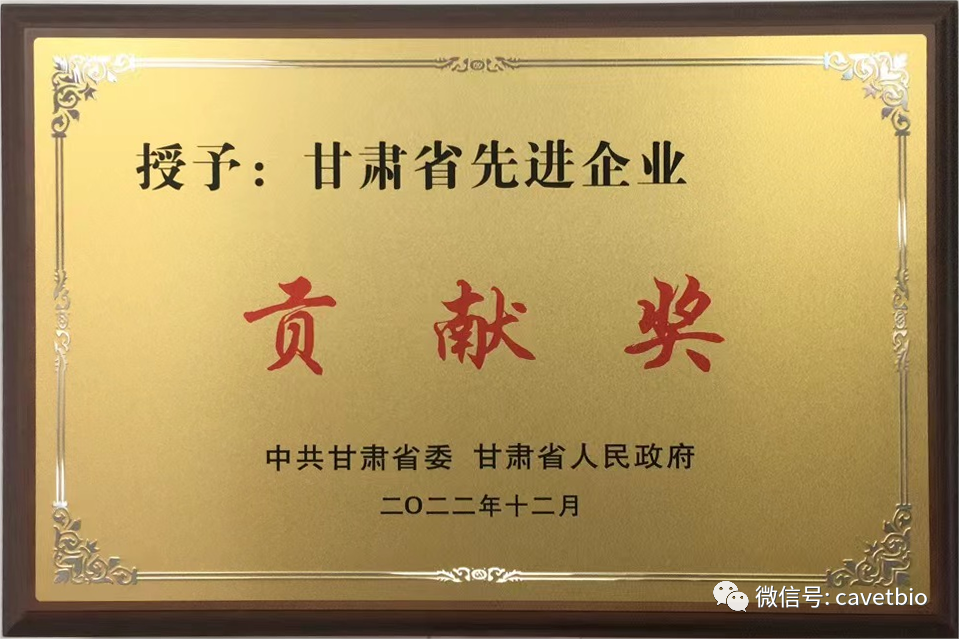 授予：甘肃省先进企业
贡献奖
中共甘肃省委 甘肃省人民政府
二〇二二年十二月
微信号: cavetbio